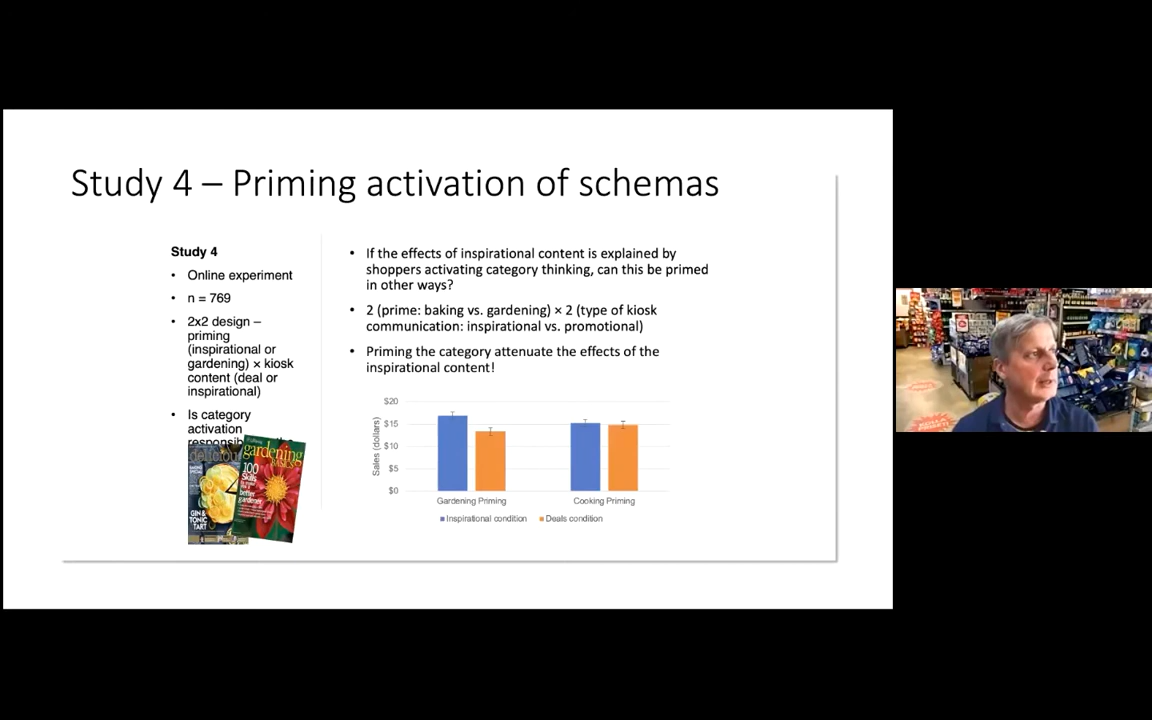 Study 4 – Priming activation of schemas
Study 4
• Online experiment
• n = 769
• 2x2 design –
priming
(inspirational or
gardening) × kiosk
content (deal or
inspirational)
• Is category
activation
• If the effects of inspirational content is explained by
shoppers activating category thinking, can this be primed
in other ways?
• 2 (prime: baking vs. gardening) × 2 (type of kiosk
communication: inspirational vs. promotional)
• Priming the category attenuate the effects of the
inspirational content!
delicious
GIN &
TONIC
TART
gardening
BASICS
100
Skills
better
gardener
Sales (dollars)
$20
$15
$10
$5
$0
Gardening Priming
Cooking Priming
Inspirational condition
Deals condition